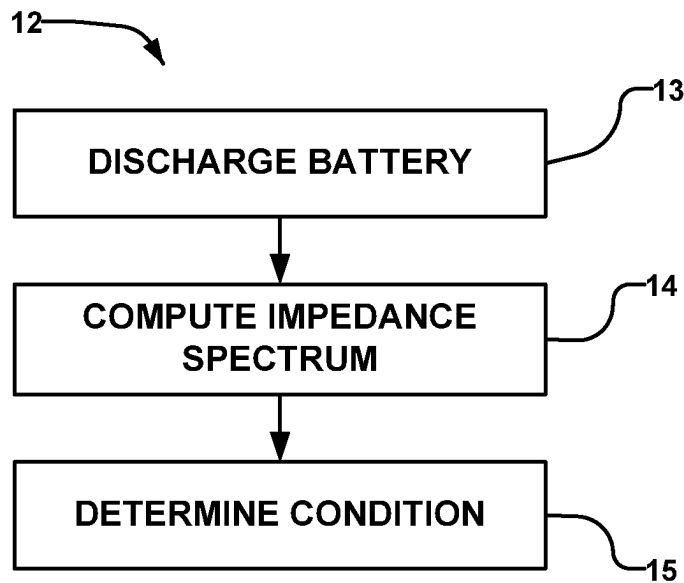 12
13
DISCHARGE BATTERY
14
COMPUTE IMPEDANCE
SPECTRUM
DETERMINE CONDITION
15